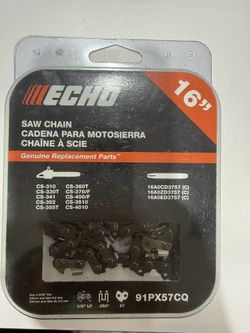 ECHO
16”
SAW CHAIN
CADENA PARA MOTOSIERRA
CHAÎNE À SCIE
Genuine Replacement Parts™
CS-310 CS-360T
CS-330T CS-370/F
CS-341 CS-400/F
CS-352 CS-3510
CS-355T CS-4010
16A0CD3757 (C)
16A0ZD3757 (C)
16A0ED3757 (C)
3/8" LP .050" 57
91PX57CQ